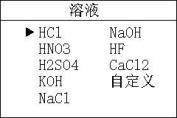 溶液
▶HCl NaOH
HNO3 HF
H2SO4 CaCl2
KOH 自定义
NaCl